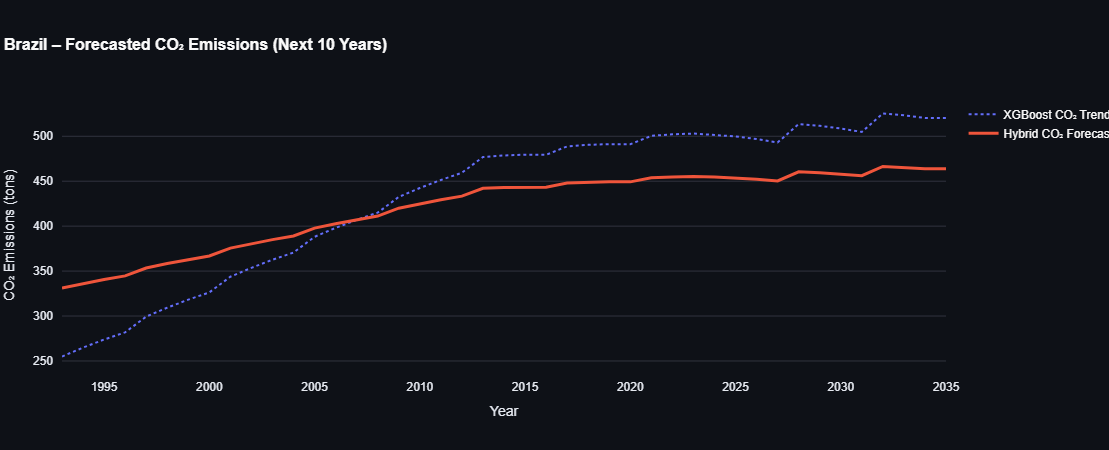 Brazil – Forecasted CO₂ Emissions (Next 10 Years)
XGBoost CO₂ Trend
Hybrid CO₂ Forecas
CO₂ Emissions (tons)
500
450
400
350
300
250
1995 2000 2005 2010 2015 2020 2025 2030 2035
Year